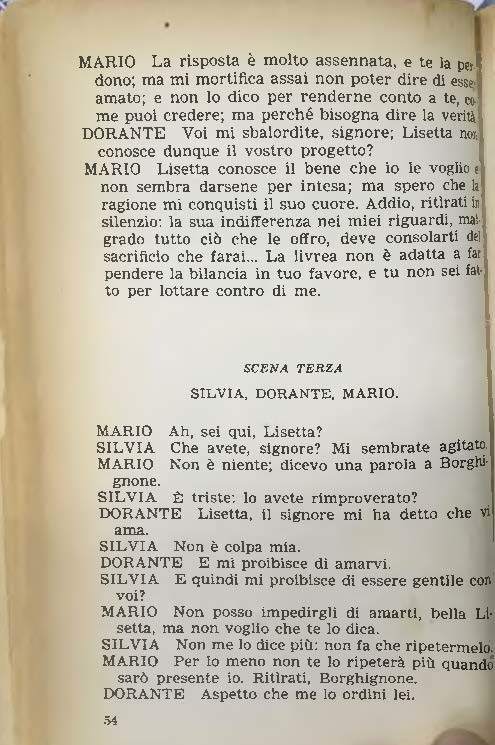 MARIO La risposta è molto assennata, e te la per-
dono; ma mi mortifica assai non poter dire di esse
amato; e non lo dico per renderne conto a te, co-
me puoi credere; ma perché bisogna dire la verità
DORANTE Voi mi sbalordite, signore; Lisetta non
conosce dunque il vostro progetto?
MARIO Lisetta conosce il bene che io le voglio e
non sembra darsene per intesa; ma spero che la
ragione mi conquisti il suo cuore. Addio, ritirati in
silenzio: la sua indifferenza nei miei riguardi, mal-
grado tutto ciò che le offro, deve consolarti del
sacrificio che farai... La livrea non è adatta a far
pendere la bilancia in tuo favore, e tu non sei fat-
to per lottare contro di me.
SCENA TERZA
SILVIA, DORANTE, MARIO.
MARIO Ah, sei qui, Lisetta?
SILVIA Che avete, signore? Mi sembrate agitato.
MARIO Non è niente; dicevo una parola a Borghi-
gnone.
SILVIA È triste: lo avete rimproverato?
DORANTE Lisetta, il signore mi ha detto che vi
ama.
SILVIA Non è colpa mia.
DORANTE E mi proibisce di amarvi.
SILVIA E quindi mi proibisce di essere gentile con
voi?
MARIO Non posso impedirgli di amarti, bella Li-
setta, ma non voglio che te lo dica.
SILVIA Non me lo dice più: non fa che ripetermelo.
MARIO Per lo meno non te lo ripeterà più quando
sarò presente io. Ritirati, Borghignone.
DORANTE Aspetto che me lo ordini lei.
54